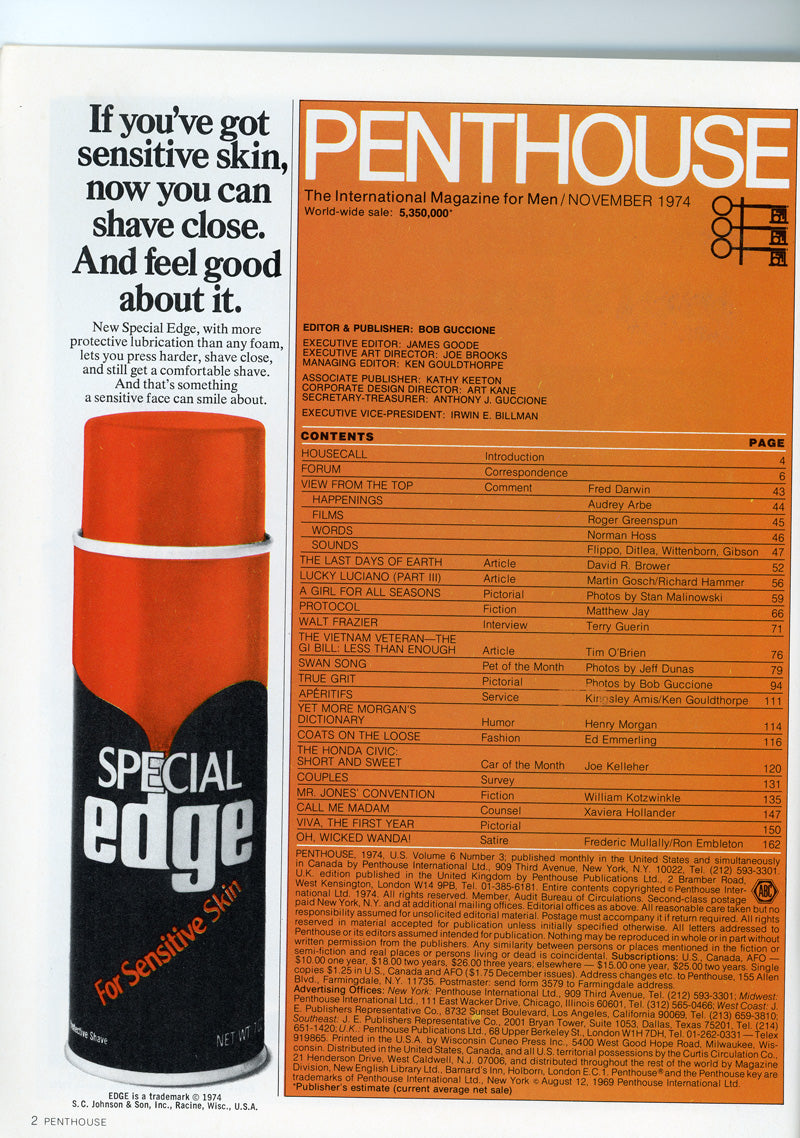 If you've got
sensitive skin,
now you can
shave close.
And feel good
about it.
New Special Edge, with more
protective lubrication than any foam,
lets you press harder, shave close,
and still get a comfortable shave.
And that's something
a sensitive face can smile about.
SPECIAL
edge
For Sensitive Skin
Protective Shave
NET WT. 7 OZ
EDGE is a trademark © 1974
S. C. Johnson & Son, Inc., Racine, Wisc., U.S.A.
2 PENTHOUSE
PENTHOUSE
The International Magazine for Men / NOVEMBER 1974
World-wide sale: 5,350,000*
EDITOR & PUBLISHER: BOB GUCCIONE
EXECUTIVE EDITOR: JAMES GOODE
EXECUTIVE ART DIRECTOR: JOE BROOKS
MANAGING EDITOR: KEN GOULDTHORPE
ASSOCIATE PUBLISHER: KATHY KEETON
CORPORATE DESIGN DIRECTOR: ART KANE
SECRETARY-TREASURER: ANTHONY J. GUCCIONE
EXECUTIVE VICE-PRESIDENT: IRWIN E. BILLMAN
CONTENTS PAGE
HOUSECALL Introduction 4
FORUM Correspondence 6
VIEW FROM THE TOP Comment Fred Darwin 43
HAPPENINGS Audrey Arbe 44
FILMS Roger Greenspun 45
WORDS Norman Hoss 46
SOUNDS Flippo, Ditlea, Wittenborn, Gibson 47
THE LAST DAYS OF EARTH Article David R. Brower 52
LUCKY LUCIANO (PART III) Article Martin Gosch/Richard Hammer 56
A GIRL FOR ALL SEASONS Pictorial Photos by Stan Malinowski 59
PROTOCOL Fiction Matthew Jay 66
WALT FRAZIER Interview Terry Guerin 71
THE VIETNAM VETERAN—THE
GI BILL: LESS THAN ENOUGH Article Tim O'Brien 76
SWAN SONG Pet of the Month Photos by Jeff Dunas 79
TRUE GRIT Pictorial Photos by Bob Guccione 94
APÉRITIFS Service Kingsley Amis/Ken Gouldthorpe 111
YET MORE MORGAN'S
DICTIONARY Humor Henry Morgan 114
COATS ON THE LOOSE Fashion Ed Emmerling 116
THE HONDA CIVIC:
SHORT AND SWEET Car of the Month Joe Kelleher 120
COUPLES Survey 131
MR. JONES' CONVENTION Fiction William Kotzwinkle 135
CALL ME MADAM Counsel Xaviera Hollander 147
VIVA, THE FIRST YEAR Pictorial 150
OH, WICKED WANDA! Satire Frederic Mullally/Ron Embleton 162
PENTHOUSE, 1974, U.S. Volume 6 Number 3; published monthly in the United States and simultaneously
in Canada by Penthouse International Ltd., 909 Third Avenue, New York, N.Y. 10022, Tel. (212) 593-3301.
U.K. edition published in the United Kingdom by Penthouse Publications Ltd., 2 Bramber Road,
West Kensington, London W14 9PB, Tel. 01-385-6181. Entire contents copyrighted © Penthouse Inter-
national Ltd. 1974. All rights reserved. Member, Audit Bureau of Circulations. Second-class postage
paid New York, N.Y. and at additional mailing offices. Editorial offices as above. All reasonable care taken but no
responsibility assumed for unsolicited editorial material. Postage must accompany it if return required. All rights
reserved in material accepted for publication unless initially specified otherwise. All letters addressed to
Penthouse or its editors assumed intended for publication. Nothing may be reproduced in whole or in part without
written permission from the publishers. Any similarity between persons or places mentioned in the fiction or
semi-fiction and real places or persons living or dead is coincidental. Subscriptions: U.S., Canada, AFO —
$10.00 one year, $18.00 two years, $26.00 three years, elsewhere — $15.00 one year, $25.00 two years. Single
copies $1.25 in U.S., Canada and AFO ($1.75 December issues). Address changes etc. to Penthouse, 155 Allen
Blvd., Farmingdale, N.Y. 11735. Postmaster: send form 3579 to Farmingdale address.
Advertising Offices: New York: Penthouse International Ltd., 909 Third Avenue, Tel. (212) 593-3301; Midwest:
Penthouse International Ltd., 111 East Wacker Drive, Chicago, Illinois 60601, Tel. (312) 565-0466; West Coast: J.
E. Publishers Representative Co., 8732 Sunset Boulevard, Los Angeles, California 90069, Tel. (213) 659-3810;
Southeast: J. E. Publishers Representative Co., 2001 Bryan Tower, Suite 1053, Dallas, Texas 75201, Tel. (214)
651-1420; U.K.: Penthouse Publications Ltd., 68 Upper Berkeley St., London W1H 7DH, Tel. 01-262-0331 — Telex
919865. Printed in the U.S.A. by Wisconsin Cuneo Press Inc., 5400 West Good Hope Road, Milwaukee, Wis-
consin. Distributed in the United States, Canada, and all U.S. territorial possessions by the Curtis Circulation Co.,
21 Henderson Drive, West Caldwell, N.J. 07006, and distributed throughout the rest of the world by Magazine
Division, New English Library Ltd., Barnard's Inn, Holborn, London E.C.1. Penthouse® and the Penthouse key are
trademarks of Penthouse International Ltd., New York © August 12, 1969 Penthouse International Ltd.
*Publisher's estimate (current average net sale)
ABC